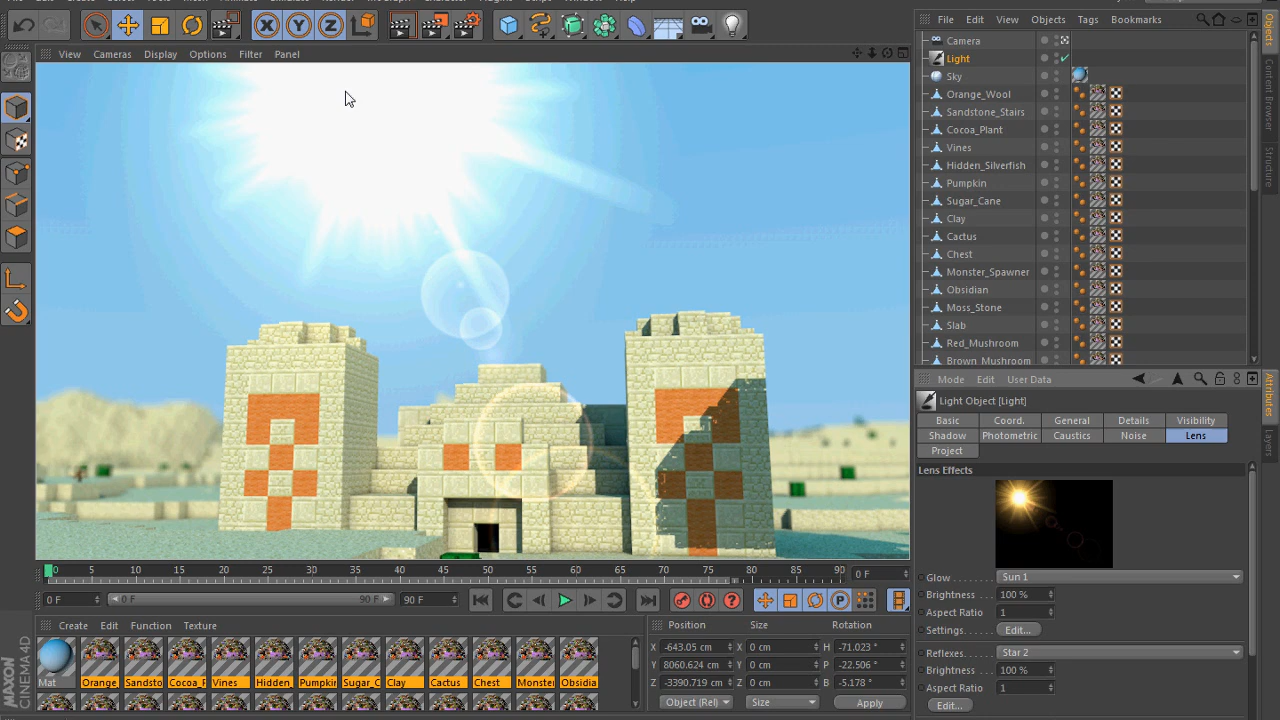 View Cameras Display Options Filter Panel
File Edit View Objects Tags Bookmarks
Camera
Light
Sky
Orange_Wool
Sandstone_Stairs
Cocoa_Plant
Vines
Hidden_Silverfish
Pumpkin
Sugar_Cane
Clay
Cactus
Chest
Monster_Spawner
Obsidian
Moss_Stone
Slab
Red_Mushroom
Brown_Mushroom
Objects
Content Browser
Structure
Mode Edit User Data
Light Object [Light]
Basic Coord. General Details Visibility
Shadow Photometric Caustics Noise Lens
Project
Attributes
Layers
Lens Effects
Glow . . . . . . . . Sun 1
Brightness 100 %
Aspect Ratio 1
Settings. Edit...
Reflexes. Star 2
Brightness 100 %
Aspect Ratio 1
Edit...
0 5 10 15 20 25 30 35 40 45 50 55 60 65 70 75 80 85 90 0 F
0 F 0 F 90 F 90 F
Create Edit Function Texture
Mat Orange_ Sandsto Cocoa_P Vines Hidden_ Pumpkin Sugar_C Clay Cactus Chest Monster Obsidia
Position Size Rotation
X -643.05 cm X 0 cm H -71.023 °
Y 8060.624 cm Y 0 cm P -22.506 °
Z -3390.719 cm Z 0 cm B -5.178 °
Object (Rel) Size Apply
MAXON
CINEMA4D